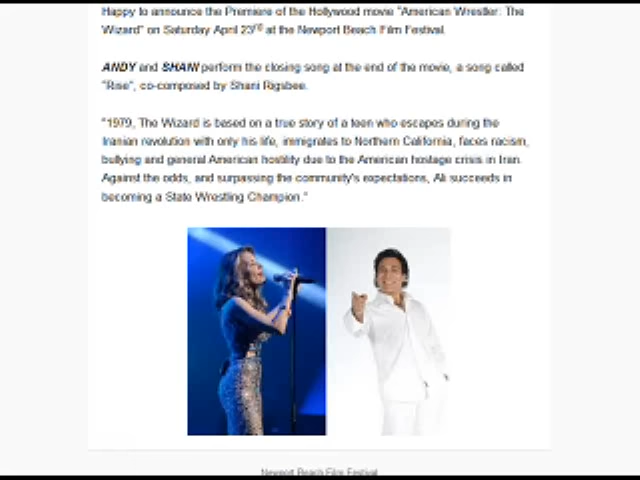 Happy to announce the Premiere of the Hollywood movie "American Wrestler: The
Wizard" on Saturday April 23rd at the Newport Beach Film Festival.
ANDY and SHANI perform the closing song at the end of the movie, a song called
"Rise", co-composed by Shani Rigsbee.
"1979, The Wizard is based on a true story of a teen who escapes during the
Iranian revolution with only his life, immigrates to Northern California, faces racism,
bullying and general American hostility due to the American hostage crisis in Iran.
Against the odds, and surpassing the community's expectations, Ali succeeds in
becoming a State Wrestling Champion."
Newport Beach Film Festival